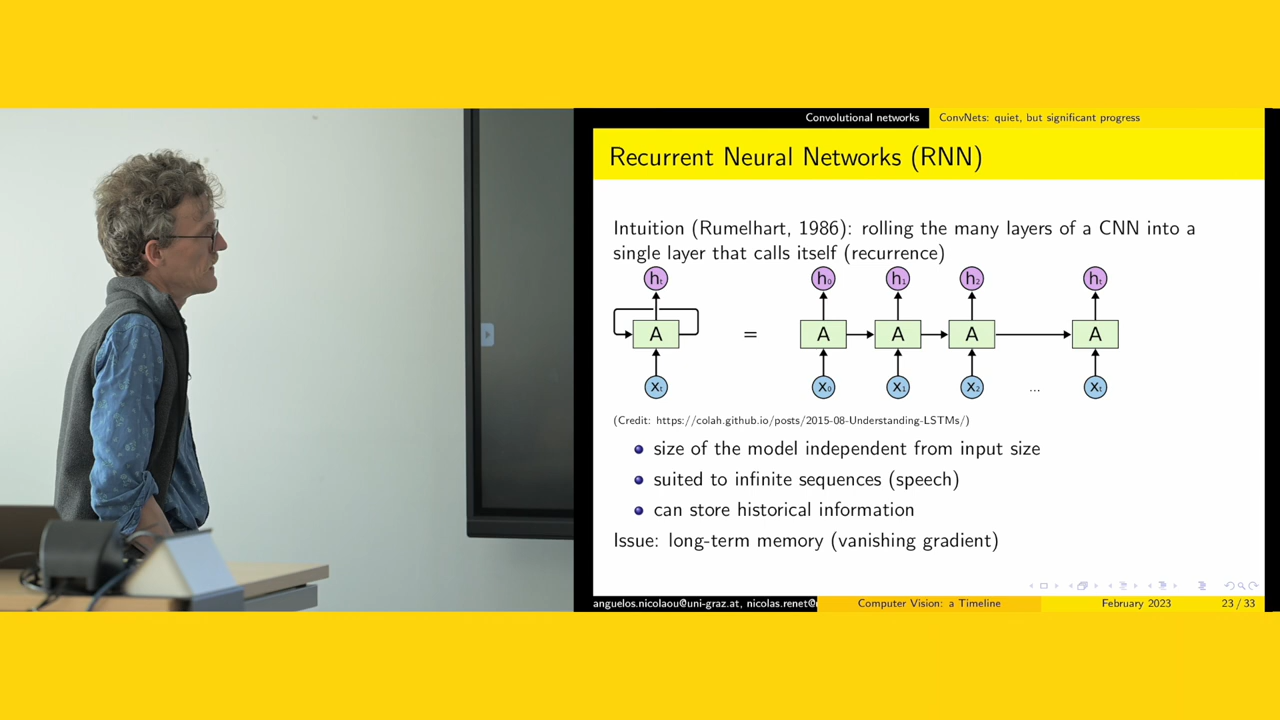 Convolutional networks ConvNets: quiet, but significant progress
Recurrent Neural Networks (RNN)
Intuition (Rumelhart, 1986): rolling the many layers of a CNN into a
single layer that calls itself (recurrence)
hₜ h₀ h₁ h₂ hₜ
A = A A A A
xₜ x₀ x₁ x₂ ... xₜ
(Credit: https://colah.github.io/posts/2015-08-Understanding-LSTMs/)
size of the model independent from input size
suited to infinite sequences (speech)
can store historical information
Issue: long-term memory (vanishing gradient)
anguelos.nicolaou@uni-graz.at, nicolas.renet@ Computer Vision: a Timeline February 2023 23 / 33